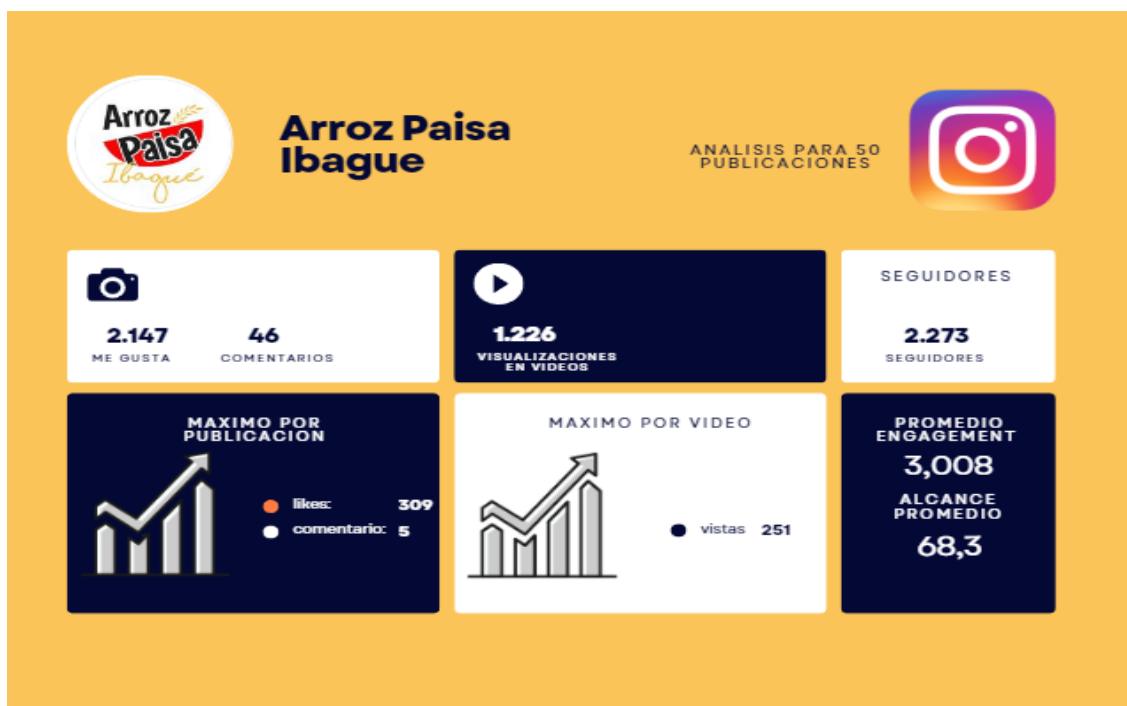 Arroz
Paisa
Ibagué
Arroz Paisa
Ibague
ANALISIS PARA 50
PUBLICACIONES
2.147
ME GUSTA
46
COMENTARIOS
1.226
VISUALIZACIONES
EN VIDEOS
SEGUIDORES
2.273
SEGUIDORES
MAXIMO POR
PUBLICACION
likes: 309
comentario: 5
MAXIMO POR VIDEO
vistas 251
PROMEDIO
ENGAGEMENT
3,008
ALCANCE
PROMEDIO
68,3